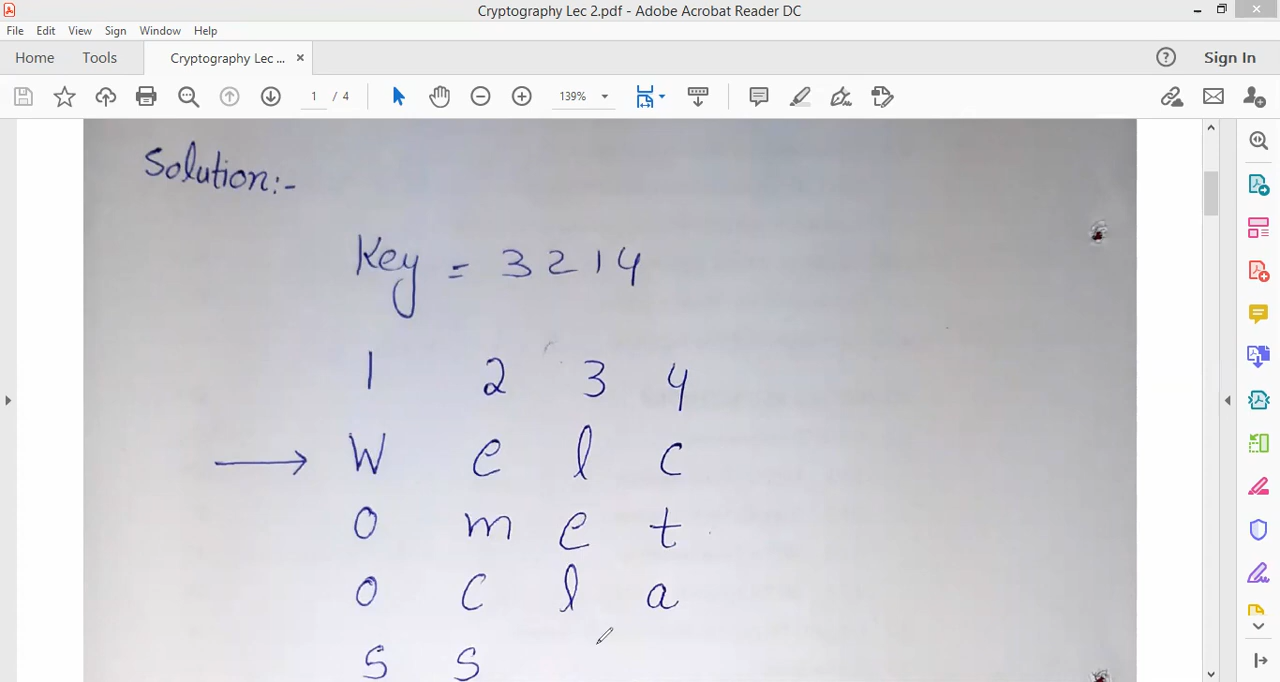 Cryptography Lec 2.pdf - Adobe Acrobat Reader DC
File Edit View Sign Window Help
Home Tools Cryptography Lec ... × Sign In
1 / 4 139%
Solution:-
Key = 3214
1 2 3 4
→ W e l c
o m e t
o c l a
s s